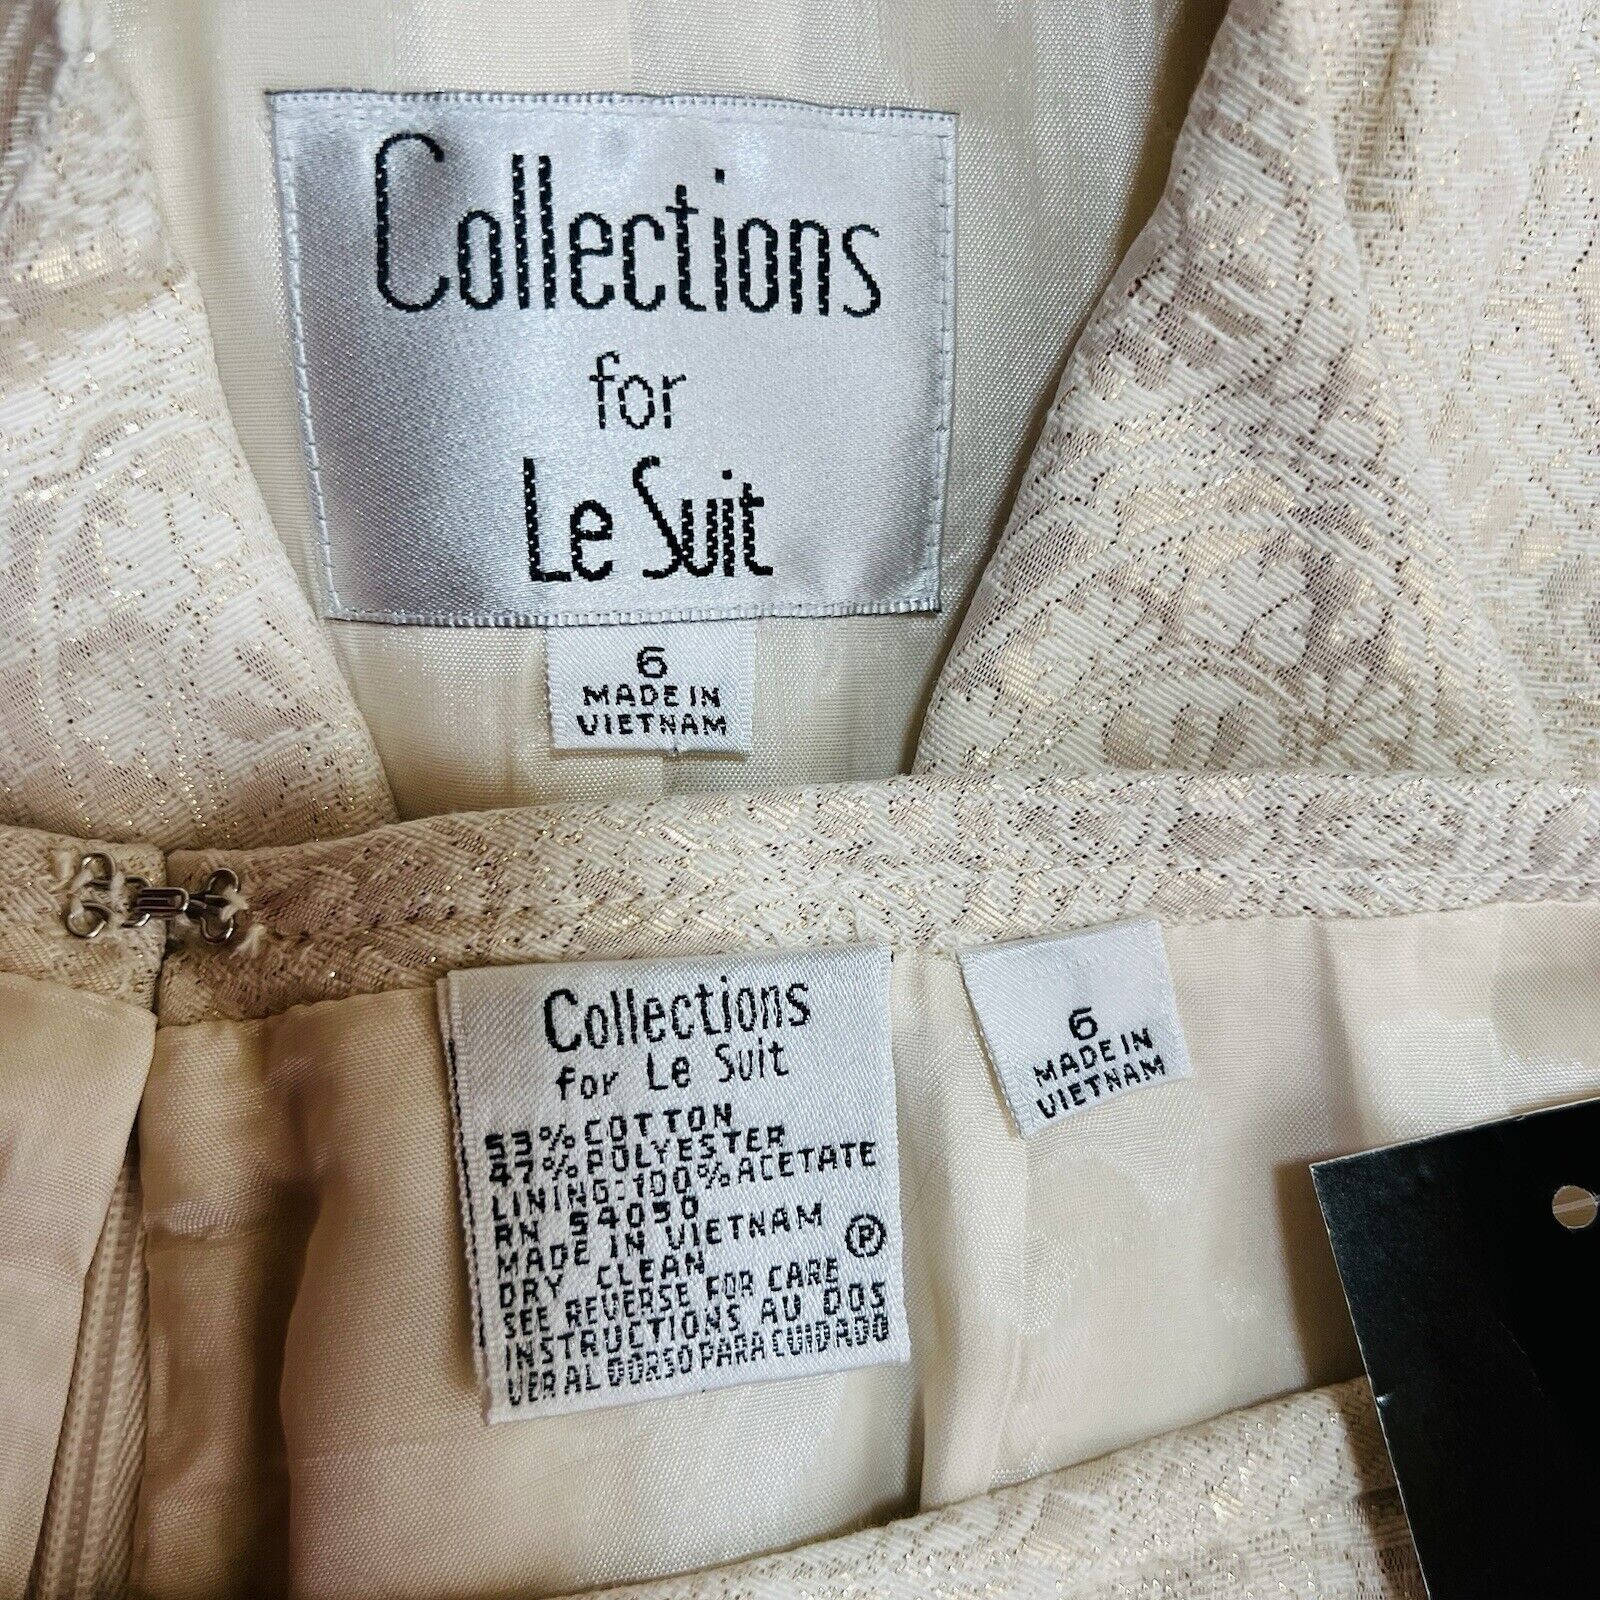 Collections
for
Le Suit
6
MADE IN
VIETNAM
Collections
for Le Suit
53% COTTON
47% POLYESTER
LINING:100% ACETATE
RN 54050
MADE IN VIETNAM
DRY CLEAN P
SEE REVERSE FOR CARE
INSTRUCTIONS AU DOS
VER AL DORSO PARA CUIDADO
6
MADE IN
VIETNAM